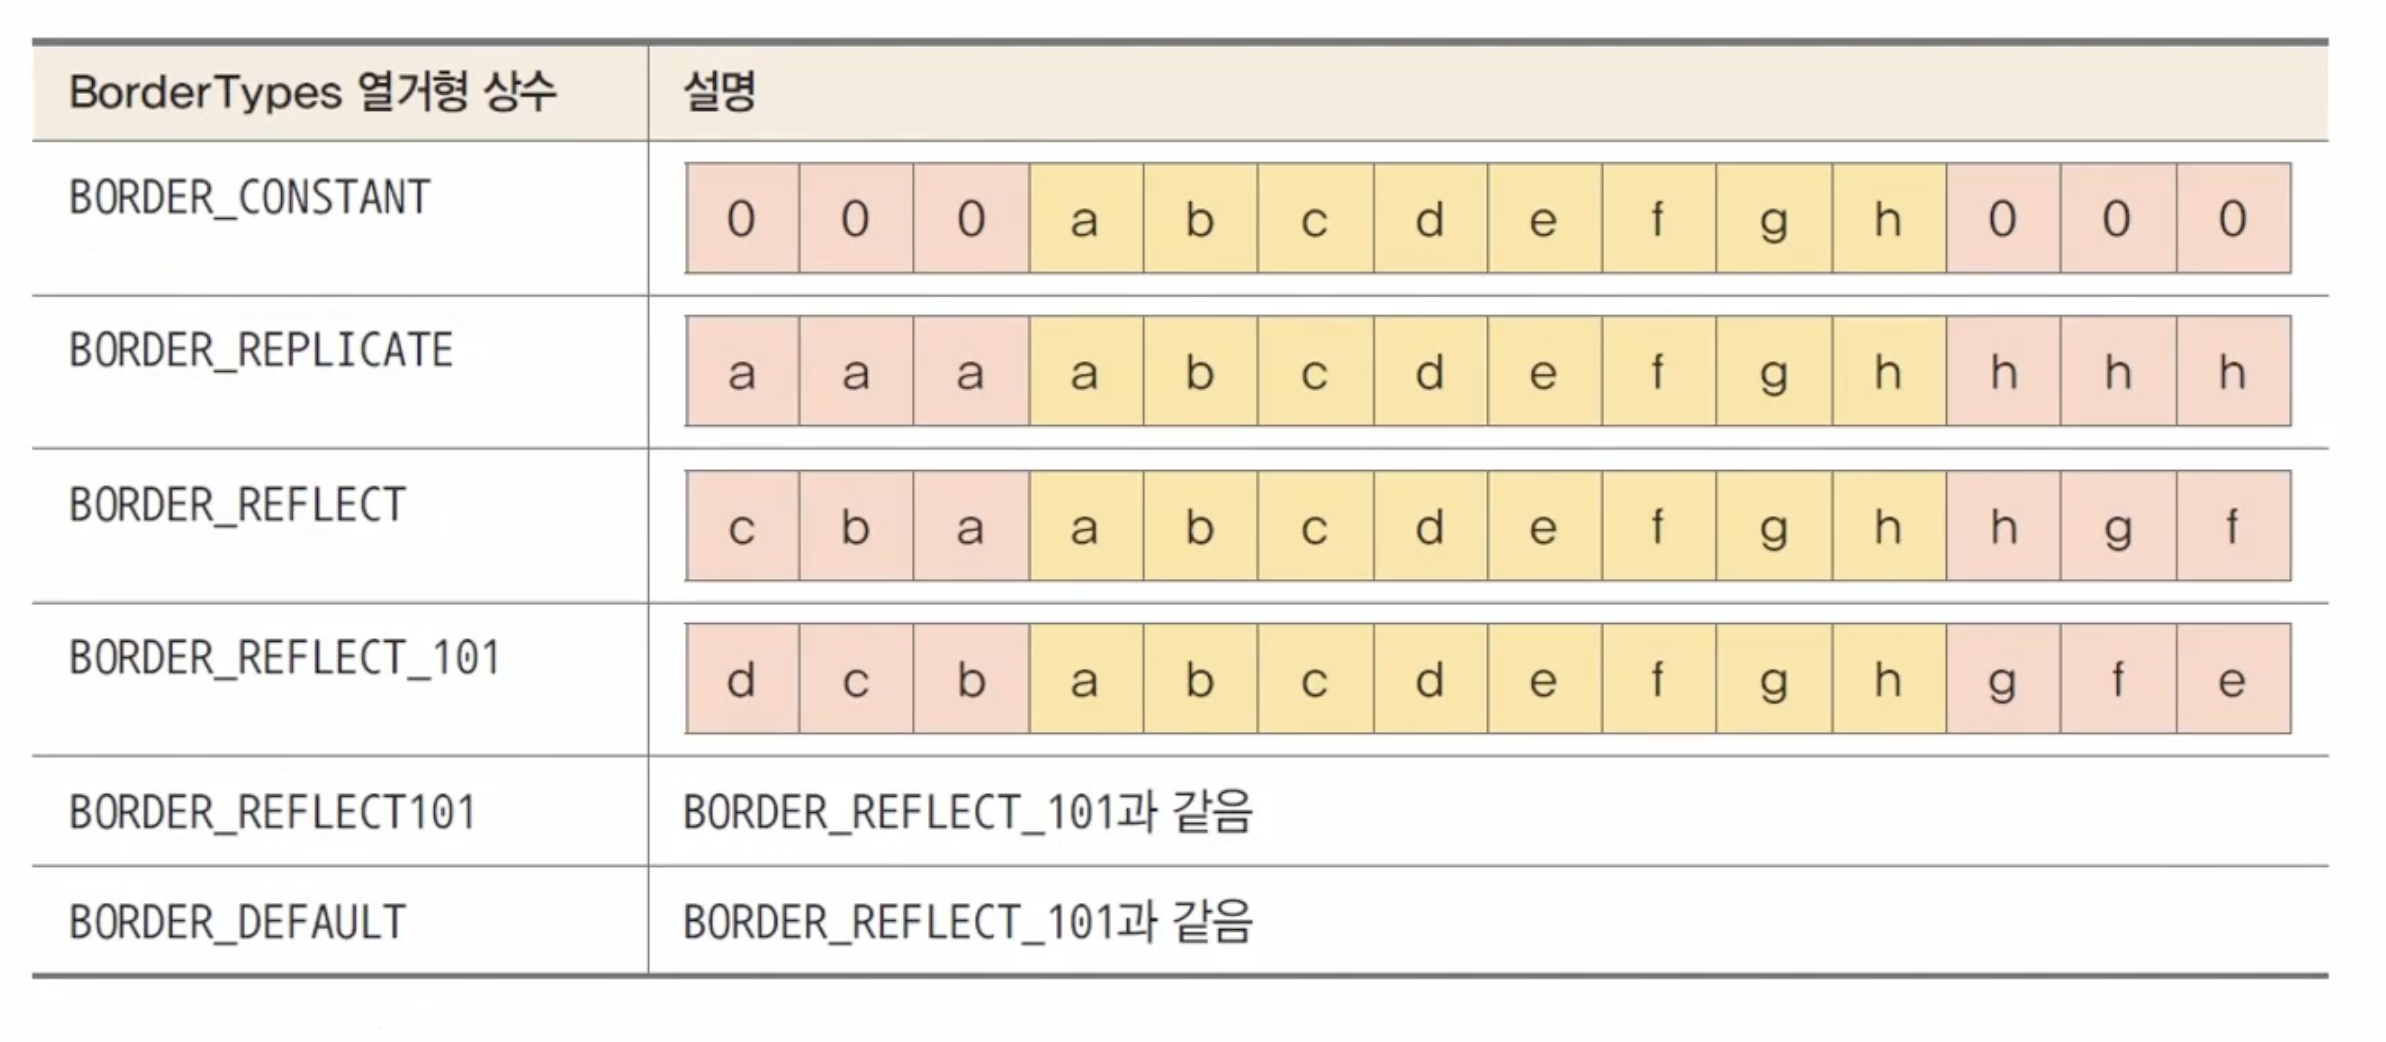 BorderTypes 열거형 상수 설명
BORDER_CONSTANT 0 0 0 a b c d e f g h 0 0 0
BORDER_REPLICATE a a a a b c d e f g h h h h
BORDER_REFLECT c b a a b c d e f g h h g f
BORDER_REFLECT_101 d c b a b c d e f g h g f e
BORDER_REFLECT101 BORDER_REFLECT_101과 같음
BORDER_DEFAULT BORDER_REFLECT_101과 같음